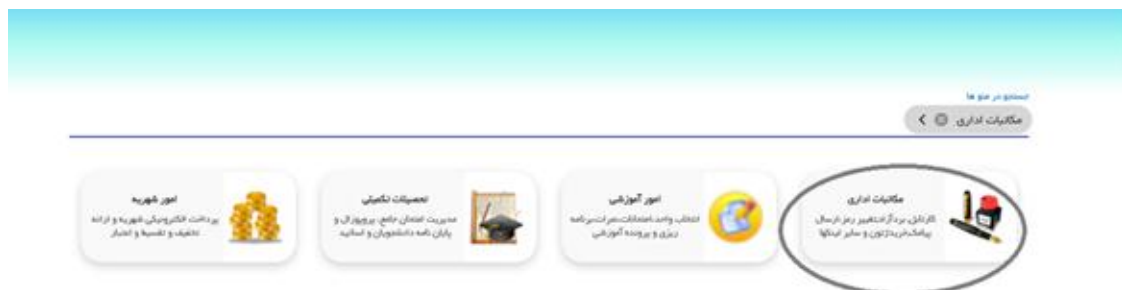 جستجو در منو ها
مکاتبات اداری
مکاتبات اداری
کارتابل، برد آزاد، تغییر رمز، ارسال
پیامک، خرید ژتون و سایر لینکها
امور آموزشی
انتخاب واحد، امتحانات، نمرات، برنامه
ریزی و پرونده آموزشی
تحصیلات تکمیلی
مدیریت امتحان جامع، پروپوزال و
پایان نامه دانشجویان و اساتید
امور شهریه
پرداخت الکترونیکی شهریه و ارائه
تخفیف و تقسیط و اعتبار